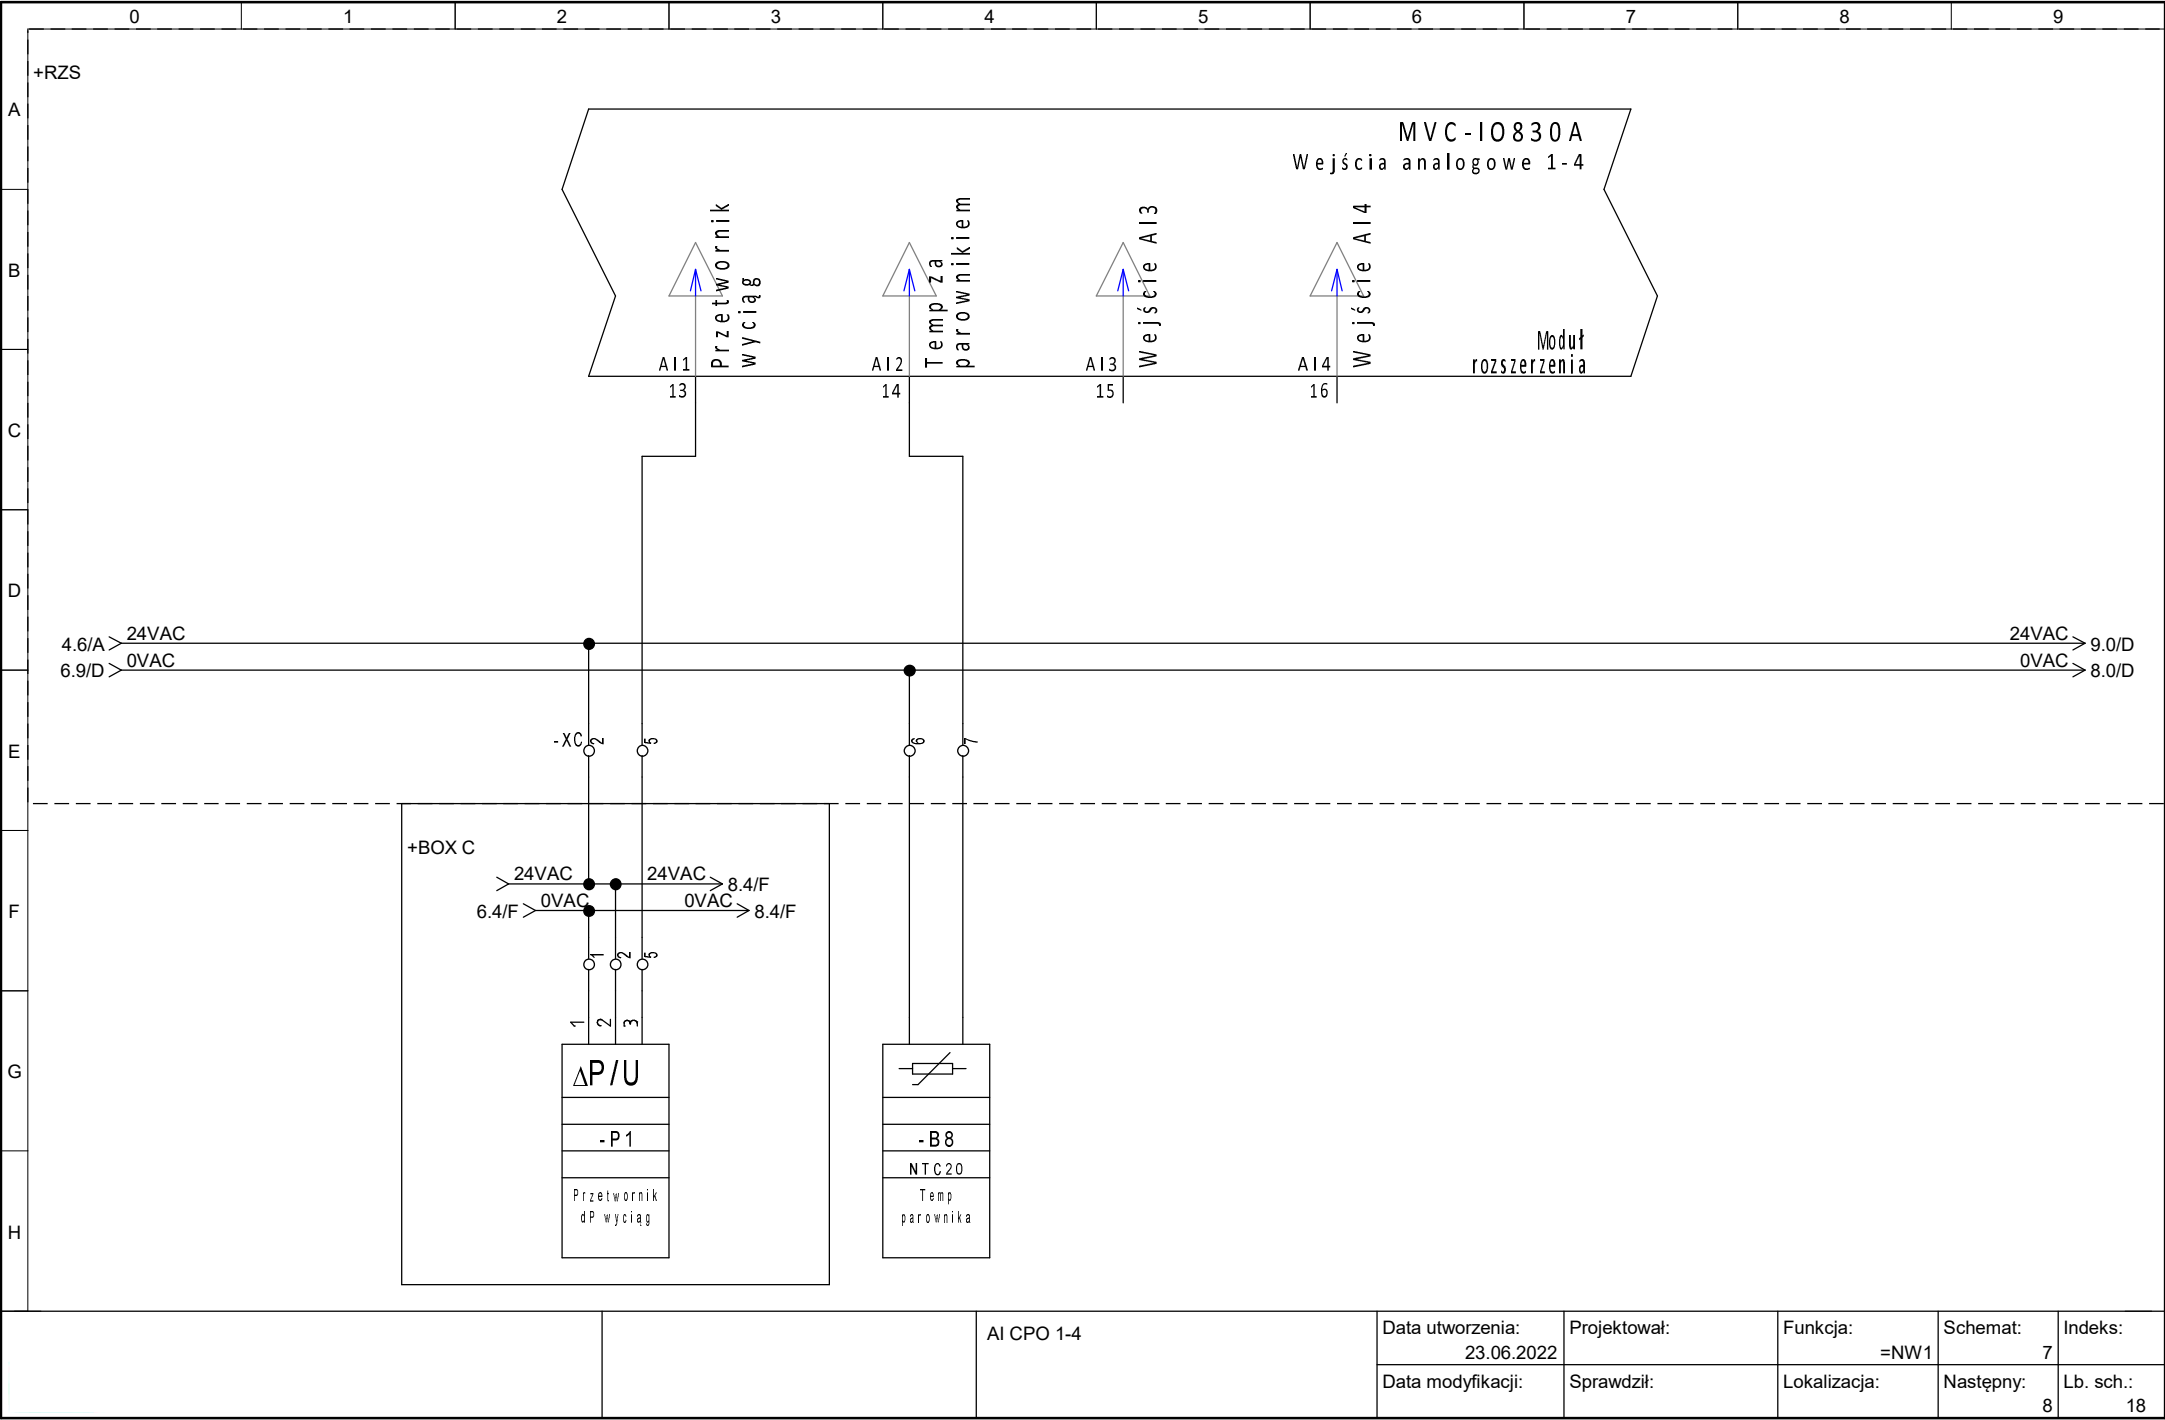 0 1 2 3 4 5 6 7 8 9
+RZS
A
MVC-IO830A
Wejścia analogowe 1-4
B
Przetwornik
wyciąg
Temp za
parownikiem
Wejście AI3
Wejście AI4
Moduł
rozszerzenia
AI1 AI2 AI3 AI4
13 14 15 16
C
D
4.6/A 24VAC 24VAC 9.0/D
6.9/D 0VAC 0VAC 8.0/D
E
-XC 2 5 6 7
+BOX C
24VAC 24VAC 8.4/F
F
6.4/F 0VAC 0VAC 8.4/F
1 2 5
1 2 3
G
ΔP/U
-P1 -B8
NTC20
Przetwornik
dP wyciąg
Temp
parownika
H
AI CPO 1-4
Data utworzenia: Projektował: Funkcja: Schemat: Indeks:
23.06.2022 =NW1 7
Data modyfikacji: Sprawdził: Lokalizacja: Następny: Lb. sch.:
8 18